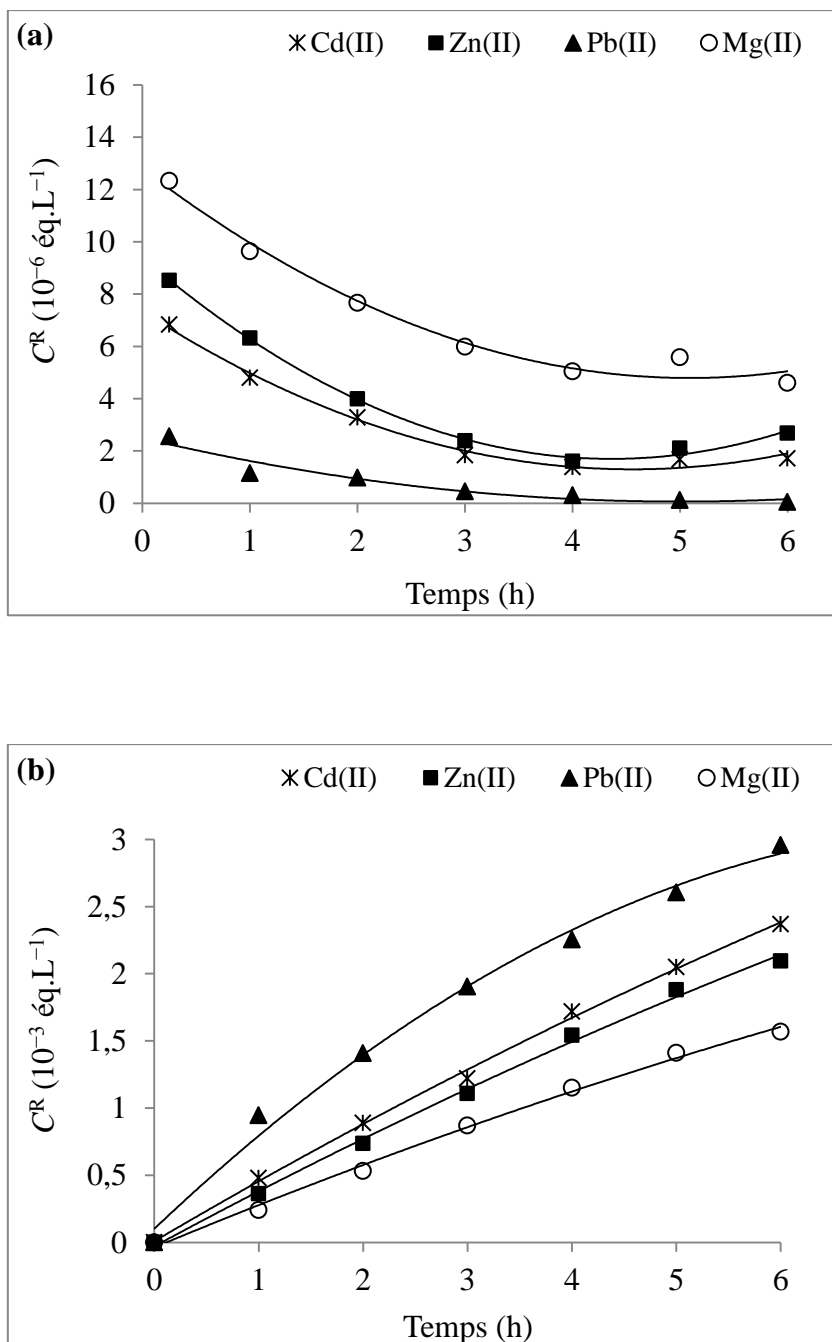 (a)
Cd(II) Zn(II) Pb(II) Mg(II)
16
14
12
10
8
6
4
2
0
C^R (10⁻⁶ éq.L⁻¹)
0 1 2 3 4 5 6
Temps (h)
(b)
Cd(II) Zn(II) Pb(II) Mg(II)
3
2,5
2
1,5
1
0,5
0
C^R (10⁻³ éq.L⁻¹)
0 1 2 3 4 5 6
Temps (h)